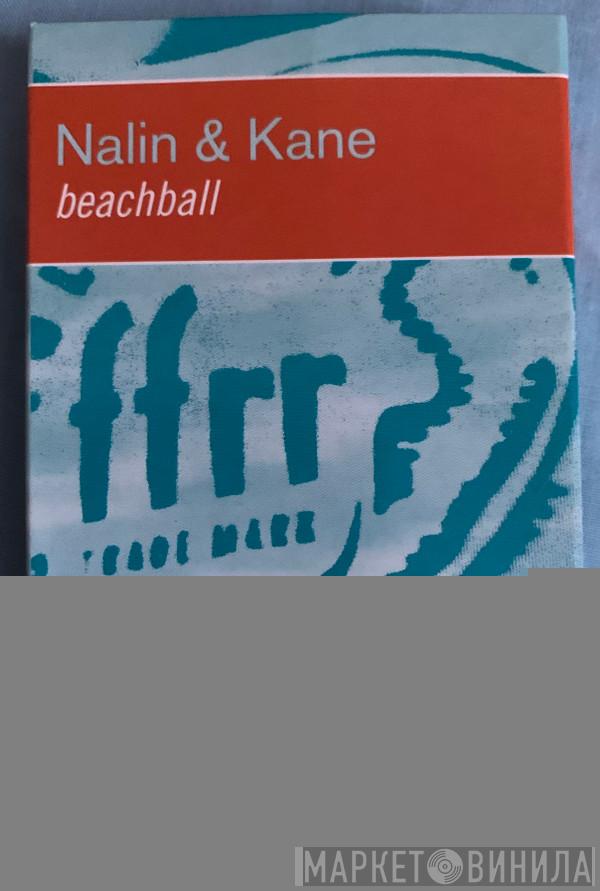 Nalin & Kane
beachball
ffrr
TRADE MARK
МАРКЕТ ВИНИЛА